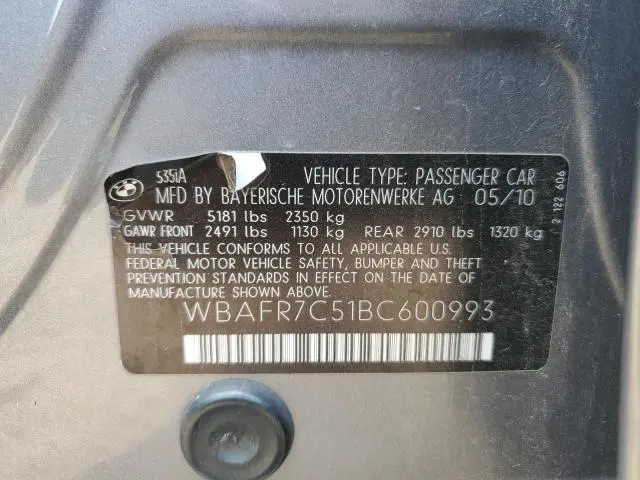 BMW
535iA VEHICLE TYPE: PASSENGER CAR
MFD BY BAYERISCHE MOTORENWERKE AG 05/10
GVWR 5181 lbs 2350 kg
GAWR FRONT 2491 lbs 1130 kg REAR 2910 lbs 1320 kg
THIS VEHICLE CONFORMS TO ALL APPLICABLE U.S.
FEDERAL MOTOR VEHICLE SAFETY, BUMPER AND THEFT
PREVENTION STANDARDS IN EFFECT ON THE DATE OF
MANUFACTURE SHOWN ABOVE.
WBAFR7C51BC600993
2 122 606